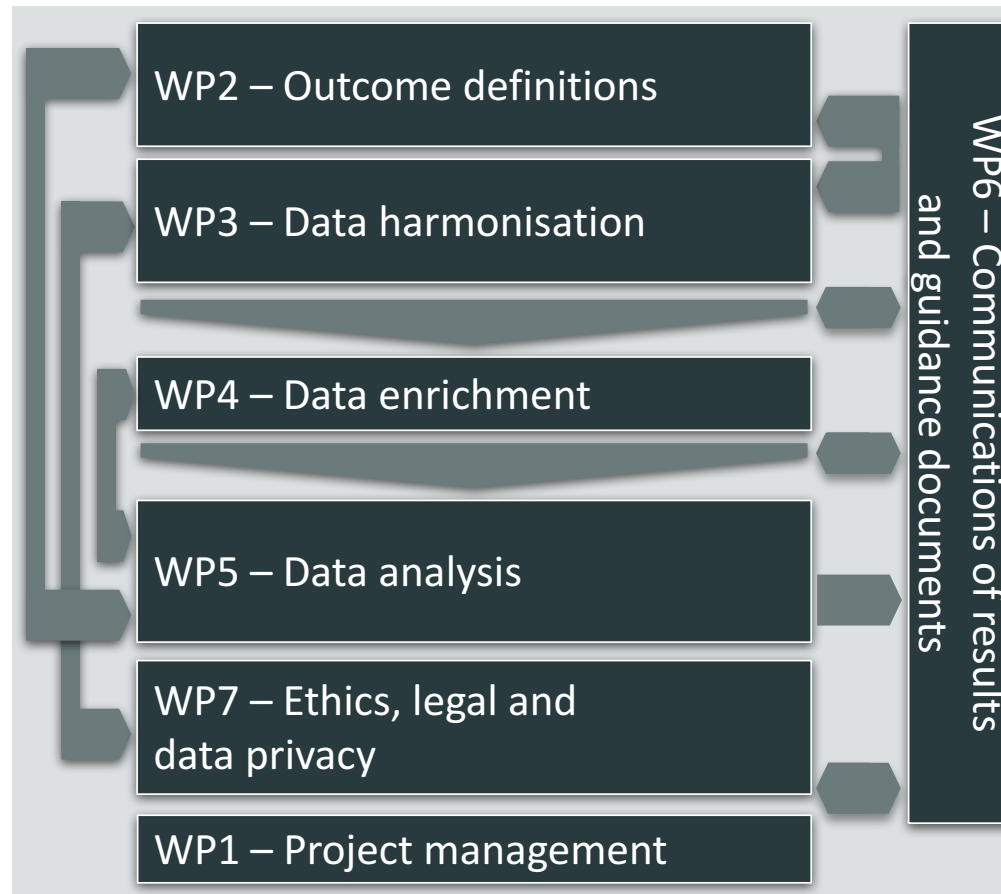 WP2 – Outcome definitions
WP3 – Data harmonisation
WP4 – Data enrichment
WP5 – Data analysis
WP7 – Ethics, legal and
data privacy
WP1 – Project management
WP6 – Communications of results
and guidance documents